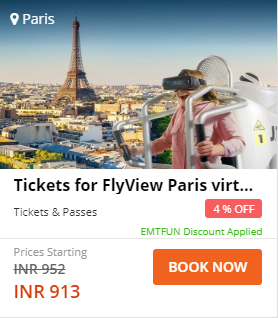 Paris
Tickets for FlyView Paris virt...
Tickets & Passes
4 % OFF
EMTFUN Discount Applied
Prices Starting
INR 952
BOOK NOW
INR 913